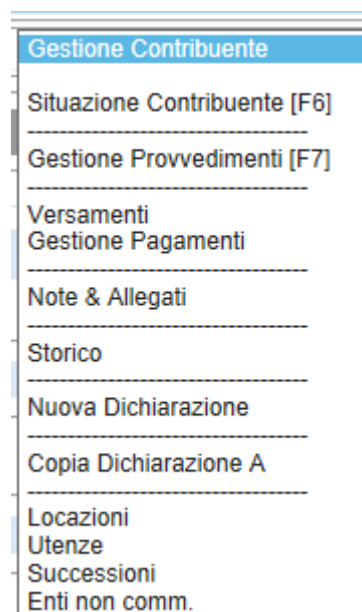 Gestione Contribuente
Situazione Contribuente [F6]
-----------------------------------
Gestione Provvedimenti [F7]
-----------------------------------
Versamenti
Gestione Pagamenti
-----------------------------------
Note & Allegati
-----------------------------------
Storico
-----------------------------------
Nuova Dichiarazione
-----------------------------------
Copia Dichiarazione A
-----------------------------------
Locazioni
Utenze
Successioni
Enti non comm.